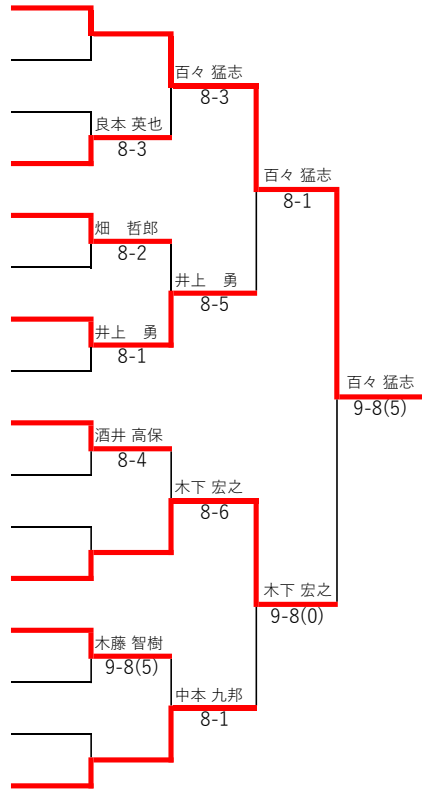 百々 猛志
8-3
良本 英也
8-3
百々 猛志
8-1
畑　哲郎
8-2
井上　勇
8-5
井上　勇
8-1
百々 猛志
9-8(5)
酒井 高保
8-4
木下 宏之
8-6
木下 宏之
9-8(0)
木藤 智樹
9-8(5)
中本 九邦
8-1